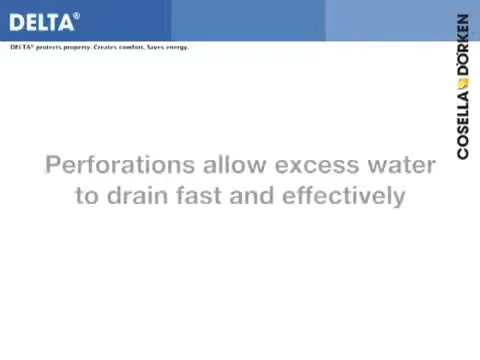 DELTA®
DELTA® protects property. Creates comfort. Saves energy.
COSELLA DÖRKEN
Perforations allow excess water
to drain fast and effectively